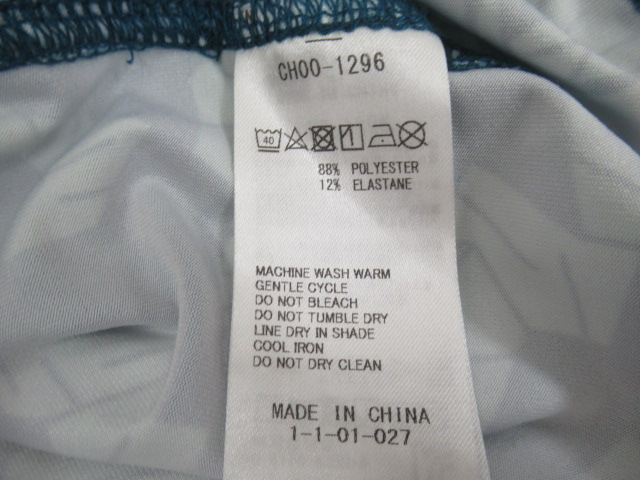 CH00-1296
40
88% POLYESTER
12% ELASTANE
MACHINE WASH WARM
GENTLE CYCLE
DO NOT BLEACH
DO NOT TUMBLE DRY
LINE DRY IN SHADE
COOL IRON
DO NOT DRY CLEAN
MADE IN CHINA
1-1-01-027